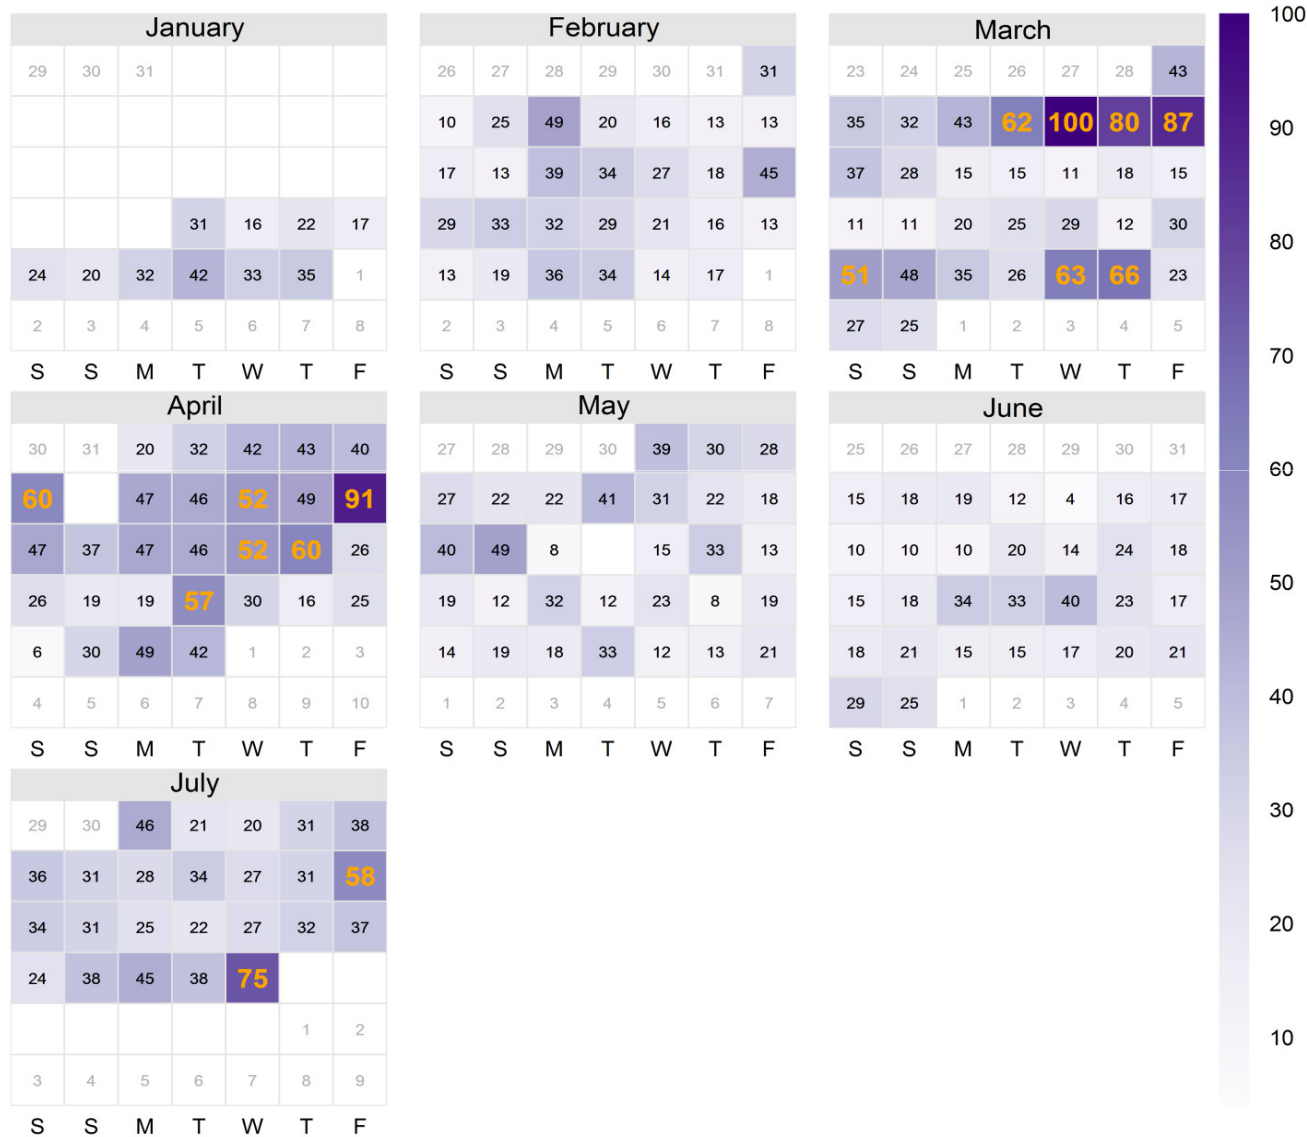 January February March
29 30 31 26 27 28 29 30 31 31 23 24 25 26 27 28 43 100
10 25 49 20 16 13 13 35 32 43 62 100 80 87 90
17 13 39 34 27 18 45 37 28 15 15 11 18 15
31 16 22 17 29 33 32 29 21 16 13 11 11 20 25 29 12 30 80
24 20 32 42 33 35 1 13 19 36 34 14 17 1 51 48 35 26 63 66 23
2 3 4 5 6 7 8 2 3 4 5 6 7 8 27 25 1 2 3 4 5
S S M T W T F S S M T W T F S S M T W T F 70
April May June
30 31 20 32 42 43 40 27 28 29 30 39 30 28 25 26 27 28 29 30 31
60 47 46 52 49 91 27 22 22 41 31 22 18 15 18 19 12 4 16 17 60
47 37 47 46 52 60 26 40 49 8 15 33 13 10 10 10 20 14 24 18
26 19 19 57 30 16 25 19 12 32 12 23 8 19 15 18 34 33 40 23 17 50
6 30 49 42 1 2 3 14 19 18 33 12 13 21 18 21 15 15 17 20 21
4 5 6 7 8 9 10 1 2 3 4 5 6 7 29 25 1 2 3 4 5 40
S S M T W T F S S M T W T F S S M T W T F
July
29 30 46 21 20 31 38 30
36 31 28 34 27 31 58
34 31 25 22 27 32 37 20
24 38 45 38 75
1 2 10
3 4 5 6 7 8 9
S S M T W T F